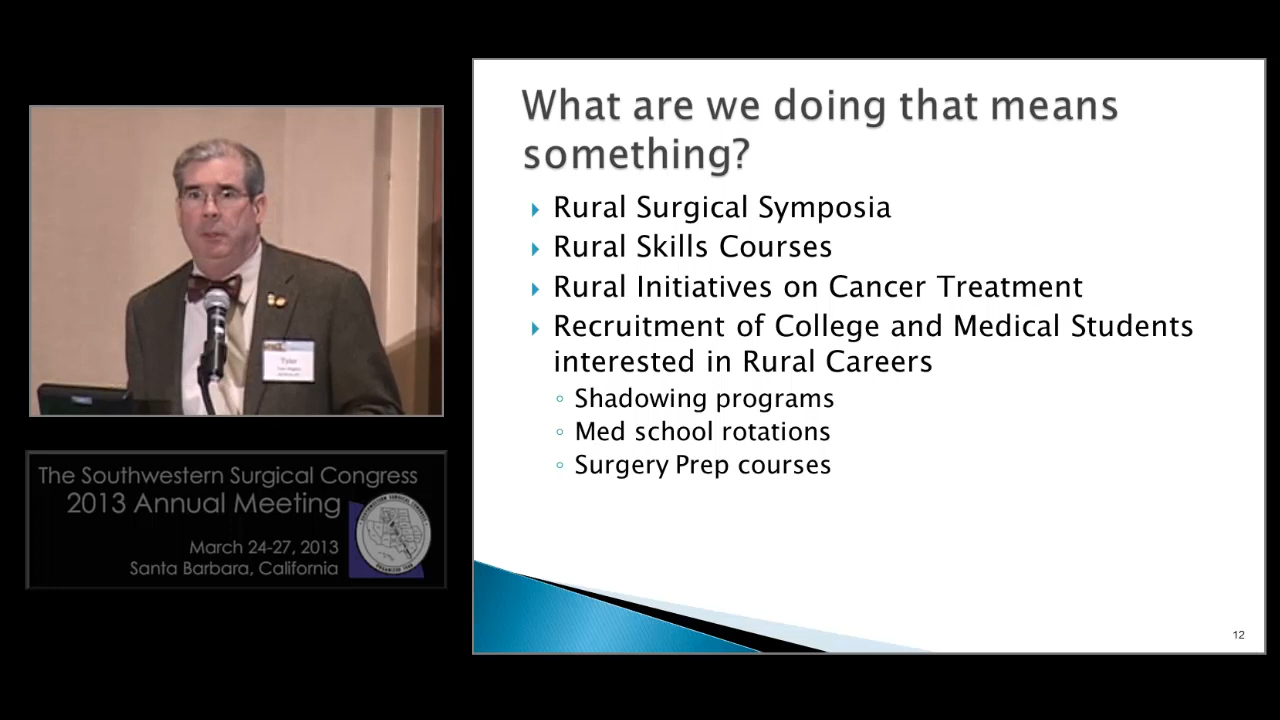 What are we doing that means
something?
Rural Surgical Symposia
Rural Skills Courses
Rural Initiatives on Cancer Treatment
Recruitment of College and Medical Students
interested in Rural Careers
Shadowing programs
Med school rotations
Surgery Prep courses
12
Tyler
The Southwestern Surgical Congress
2013 Annual Meeting
March 24-27, 2013
Santa Barbara, California